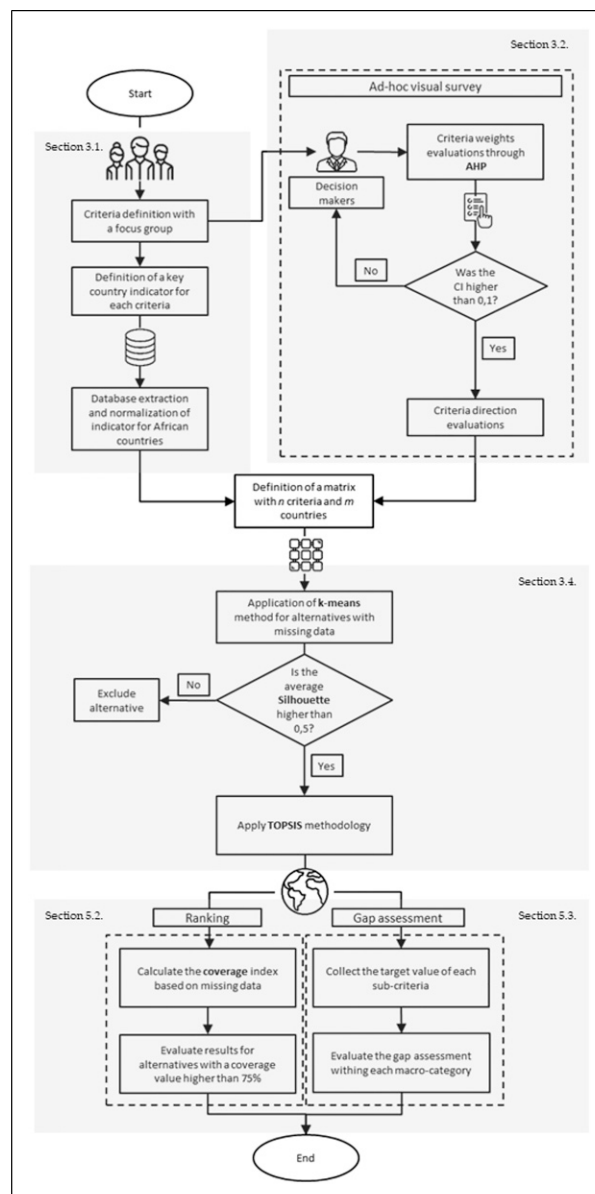 Section 3.2.
Ad-hoc visual survey
Start
Section 3.1.
Criteria weights
evaluations through
AHP
Decision
makers
Criteria definition with
a focus group
No
Was the
CI higher
than 0,1?
Definition of a key
country indicator for
each criteria
Yes
Database extraction
and normalization of
indicator for African
countries
Criteria direction
evaluations
Definition of a matrix
with n criteria and m
countries
Section 3.4.
Application of k-means
method for alternatives with
missing data
Exclude
alternative
No
Is the
average
Silhouette
higher than
0,5?
Yes
Apply TOPSIS methodology
Section 5.2.
Ranking
Gap assessment
Section 5.3.
Calculate the coverage index
based on missing data
Collect the target value of each
sub-criteria
Evaluate results for
alternatives with a coverage
value higher than 75%
Evaluate the gap assessment
withing each macro-category
End